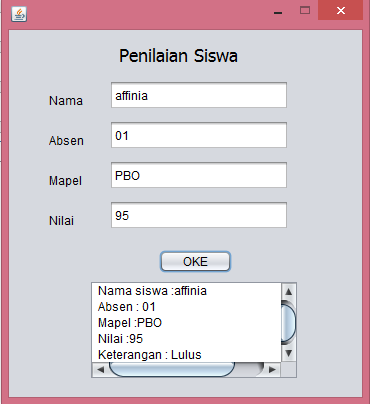 Penilaian Siswa
Nama affinia
Absen 01
Mapel PBO
Nilai 95
OKE
Nama siswa :affinia
Absen : 01
Mapel :PBO
Nilai :95
Keterangan : Lulus